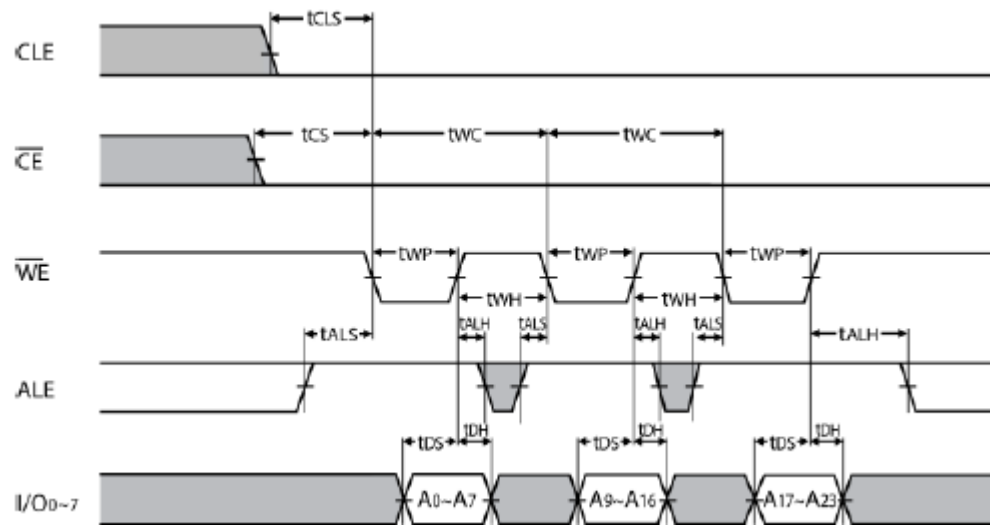 tCLS
CLE
tCS tWC tWC
CE
tWP tWP tWP
WE
tWH tWH
tALS tALH tALS tALH tALS tALH
ALE
tDS tDH tDS tDH tDS tDH
I/O0~7 A0~A7 A9~A16 A17~A23